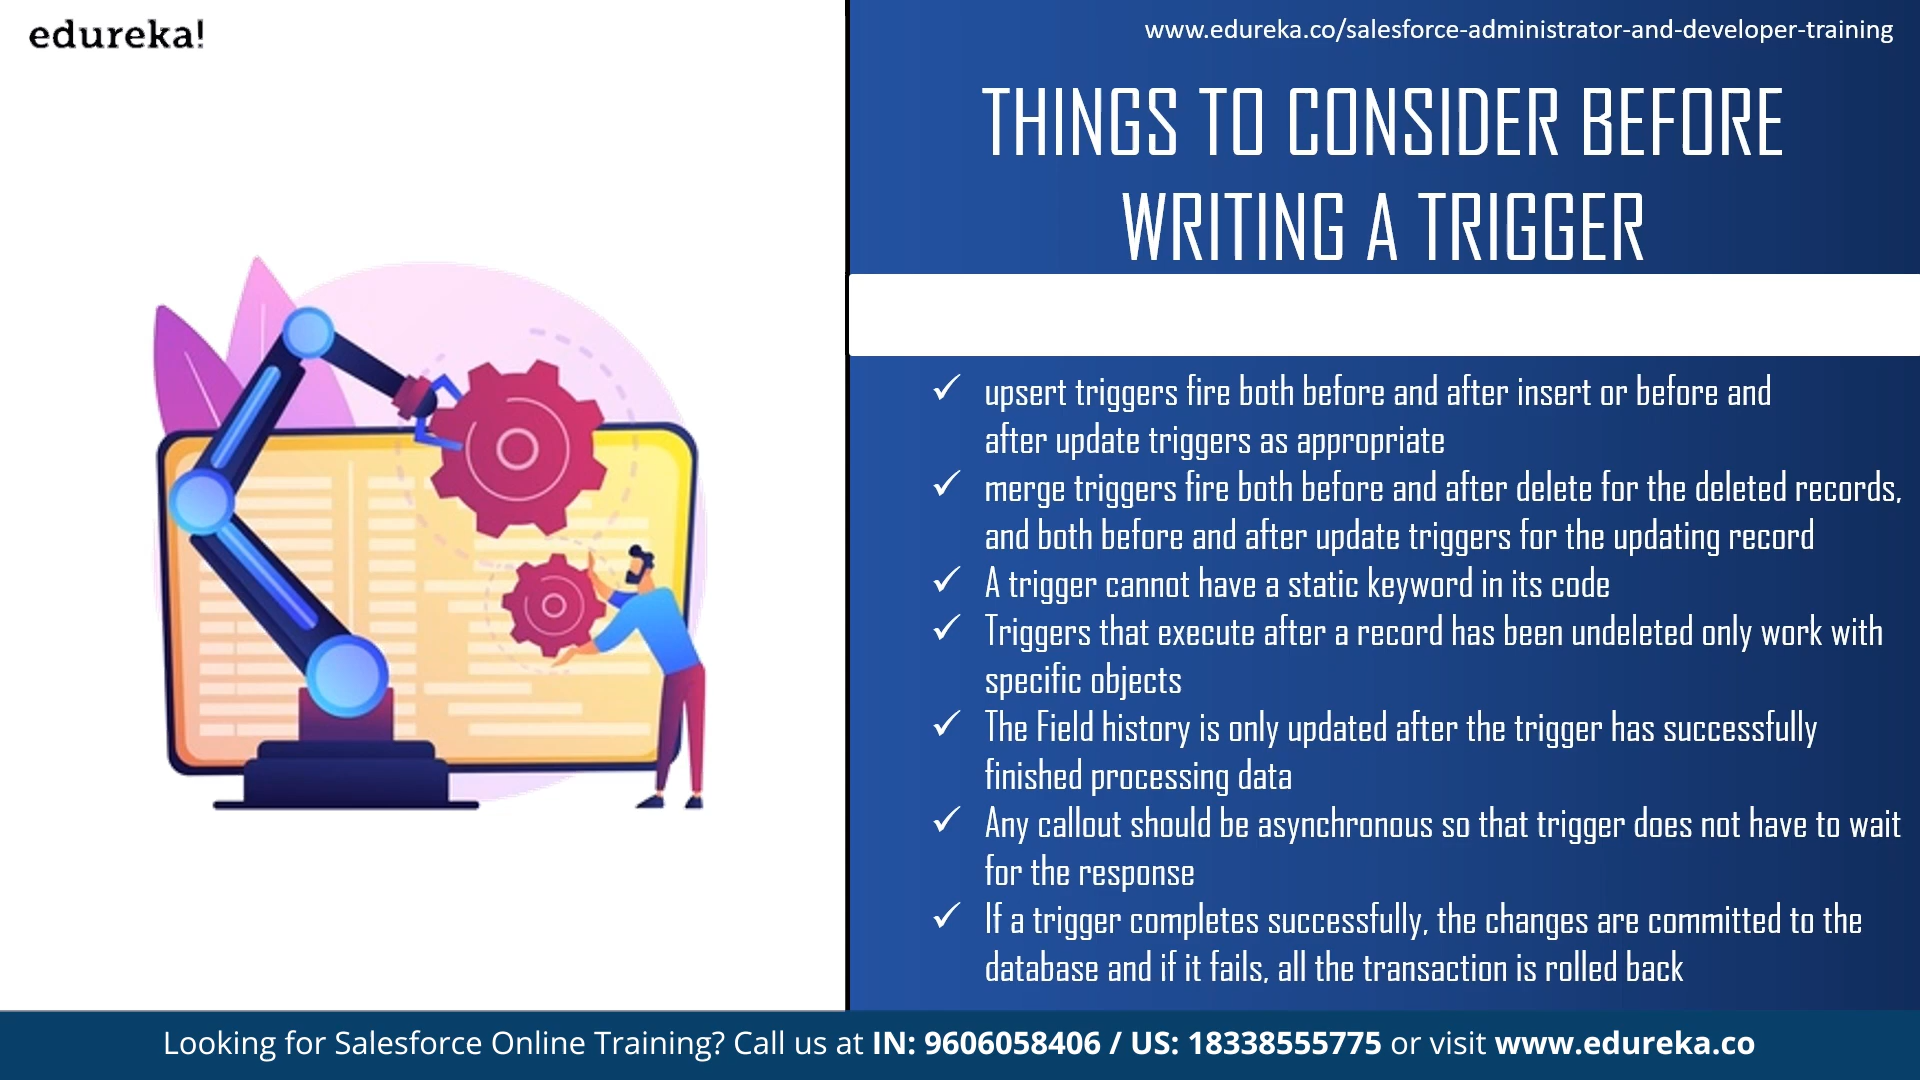 edureka!
www.edureka.co/salesforce-administrator-and-developer-training
THINGS TO CONSIDER BEFORE
WRITING A TRIGGER
✓ upsert triggers fire both before and after insert or before and
after update triggers as appropriate
✓ merge triggers fire both before and after delete for the deleted records,
and both before and after update triggers for the updating record
✓ A trigger cannot have a static keyword in its code
✓ Triggers that execute after a record has been undeleted only work with
specific objects
✓ The Field history is only updated after the trigger has successfully
finished processing data
✓ Any callout should be asynchronous so that trigger does not have to wait
for the response
✓ If a trigger completes successfully, the changes are committed to the
database and if it fails, all the transaction is rolled back
Looking for Salesforce Online Training? Call us at IN: 9606058406 / US: 18338555775 or visit www.edureka.co